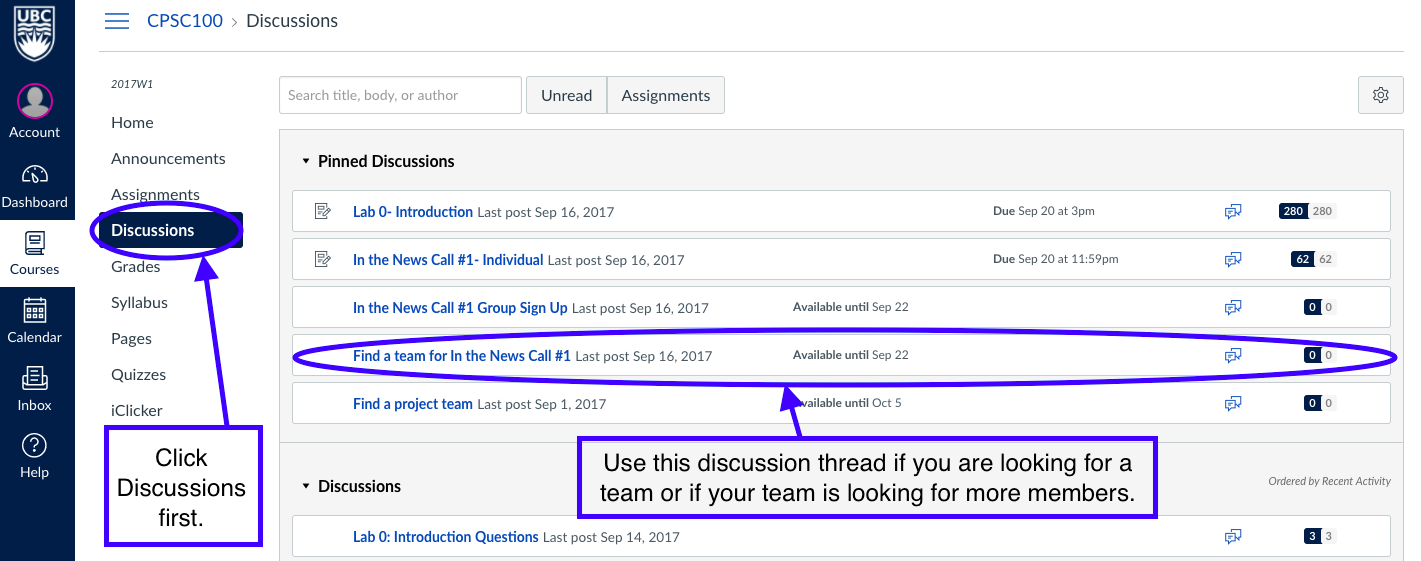 UBC
CPSC100 > Discussions
Account
Dashboard
Courses
Calendar
Inbox
Help
2017W1
Home
Announcements
Assignments
Discussions
Grades
Syllabus
Pages
Quizzes
iClicker
Click
Discussions
first.
Search title, body, or author
Unread
Assignments
Pinned Discussions
Lab 0- Introduction Last post Sep 16, 2017 Due Sep 20 at 3pm 280 280
In the News Call #1- Individual Last post Sep 16, 2017 Due Sep 20 at 11:59pm 62 62
In the News Call #1 Group Sign Up Last post Sep 16, 2017 Available until Sep 22 0 0
Find a team for In the News Call #1 Last post Sep 16, 2017 Available until Sep 22 0 0
Find a project team Last post Sep 1, 2017 Available until Oct 5 0 0
Use this discussion thread if you are looking for a
team or if your team is looking for more members.
Discussions
Ordered by Recent Activity
Lab 0: Introduction Questions Last post Sep 14, 2017 3 3